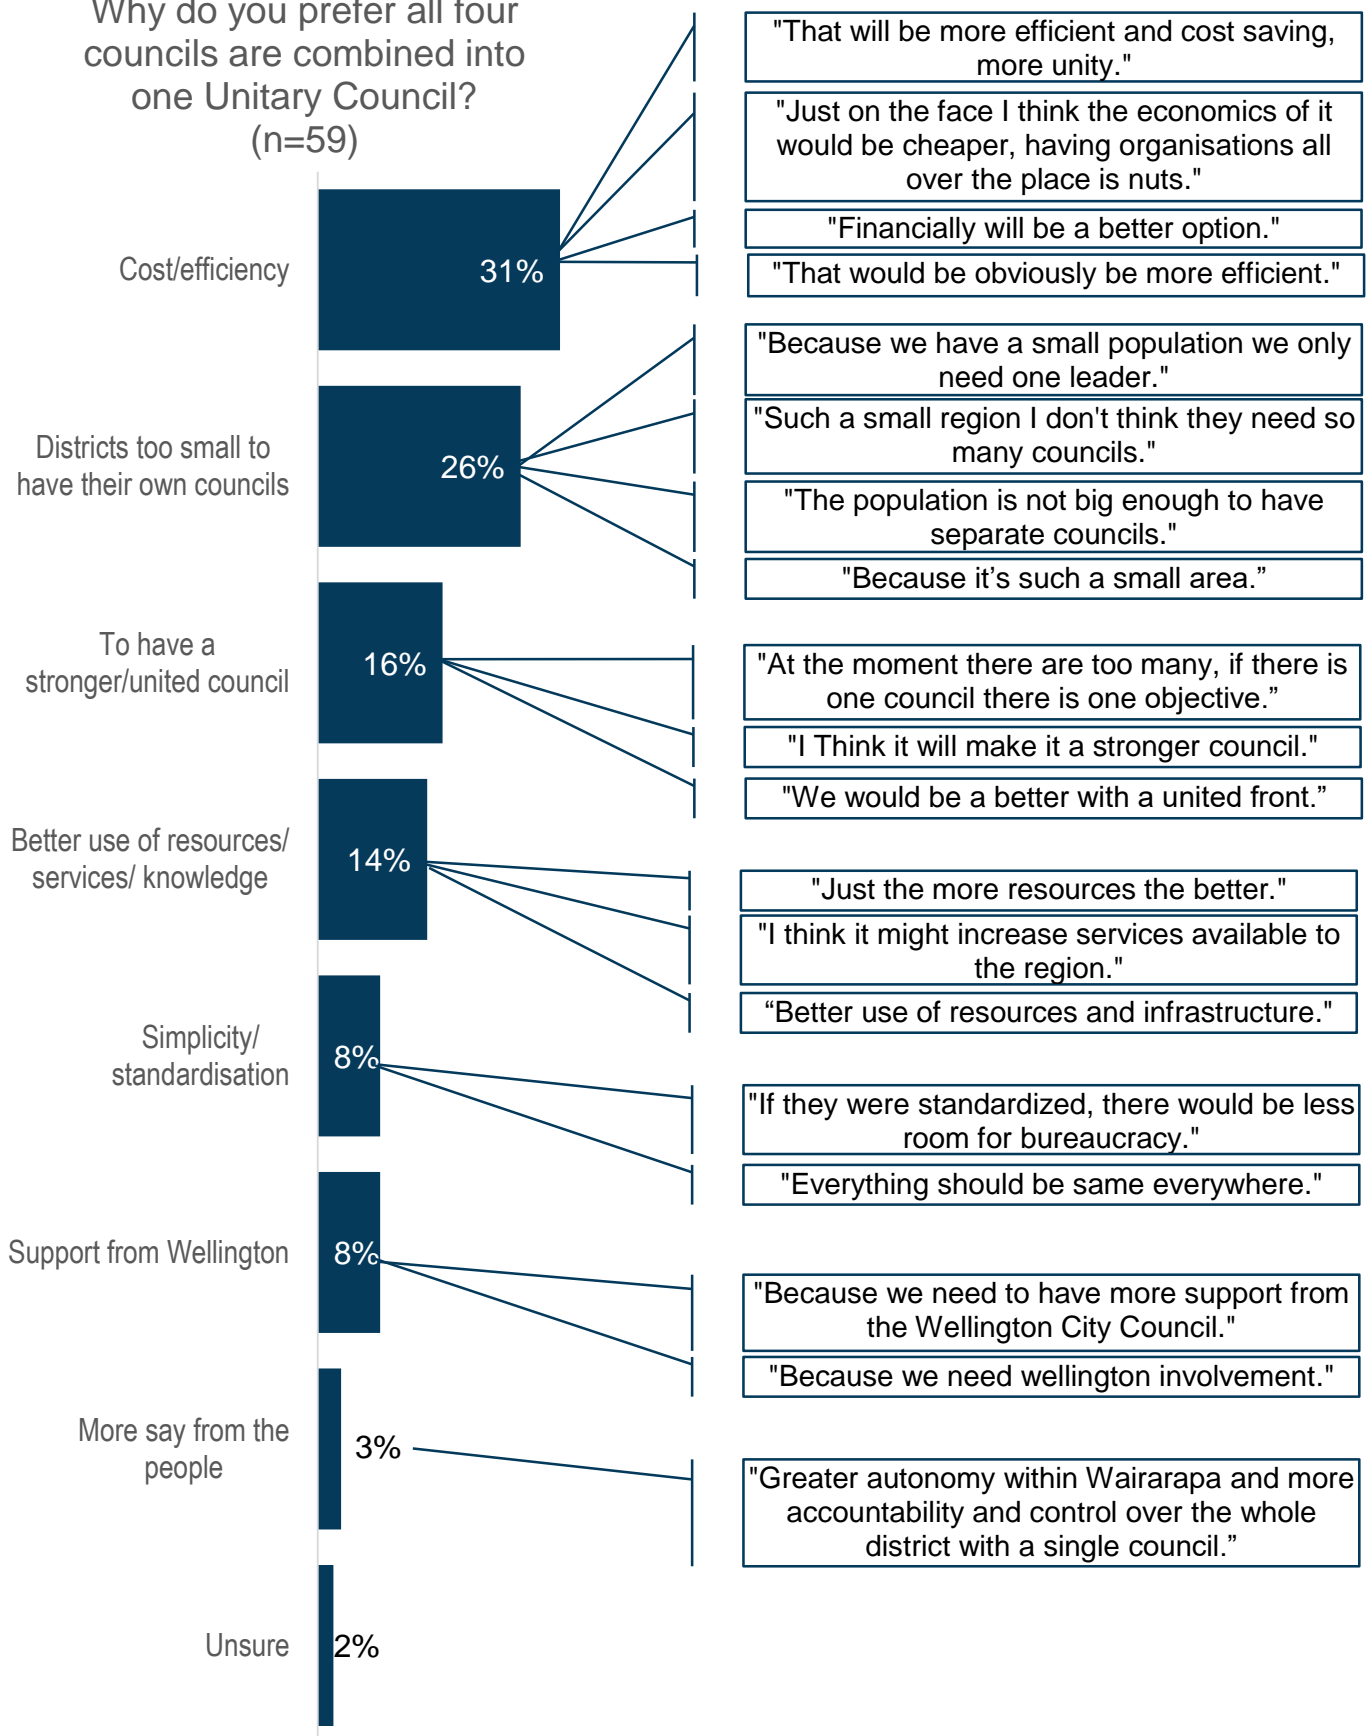 Why do you prefer all four
councils are combined into
one Unitary Council?
(n=59)
Cost/efficiency
31%
"That will be more efficient and cost saving,
more unity."
"Just on the face I think the economics of it
would be cheaper, having organisations all
over the place is nuts."
"Financially will be a better option."
"That would be obviously be more efficient."
Districts too small to
have their own councils
26%
"Because we have a small population we only
need one leader."
"Such a small region I don't think they need so
many councils."
"The population is not big enough to have
separate councils."
"Because it’s such a small area.”
To have a
stronger/united council
16%
"At the moment there are too many, if there is
one council there is one objective.”
"I Think it will make it a stronger council."
"We would be a better with a united front.”
Better use of resources/
services/ knowledge
14%
"Just the more resources the better."
"I think it might increase services available to
the region."
“Better use of resources and infrastructure."
Simplicity/
standardisation
8%
"If they were standardized, there would be less
room for bureaucracy."
"Everything should be same everywhere."
Support from Wellington
8%
"Because we need to have more support from
the Wellington City Council."
"Because we need wellington involvement."
More say from the
people
3%
"Greater autonomy within Wairarapa and more
accountability and control over the whole
district with a single council.”
Unsure
2%